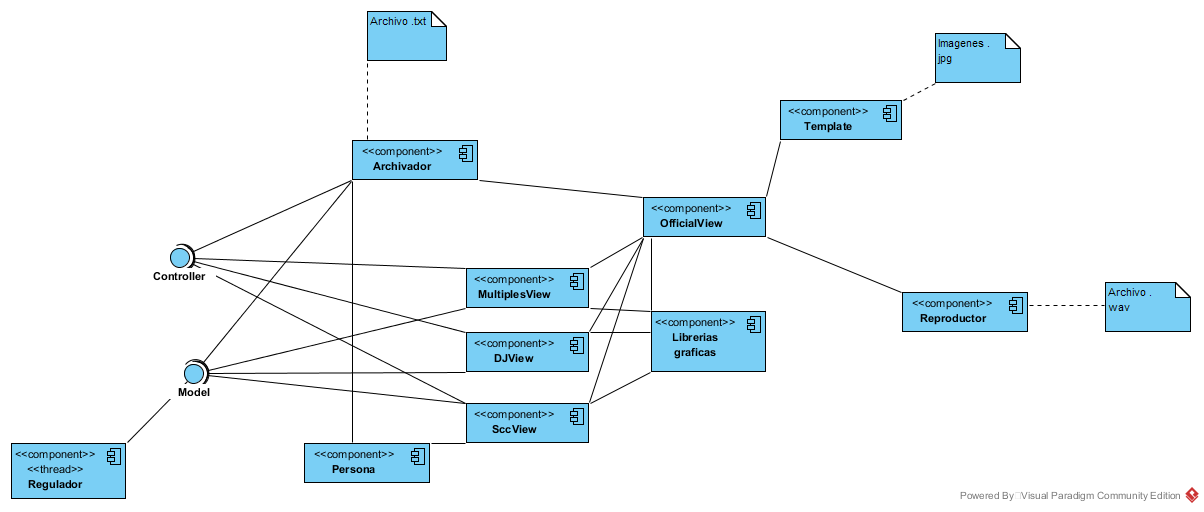 Archivo .txt
Imagenes .
jpg
<<component>>
Template
<<component>>
Archivador
<<component>>
OfficialView
Controller
<<component>>
MultiplesView
Archivo .
wav
<<component>>
Reproductor
<<component>>
Librerias
graficas
<<component>>
DJView
Model
<<component>>
SccView
<<component>>
<<thread>>
Regulador
<<component>>
Persona
Powered By Visual Paradigm Community Edition